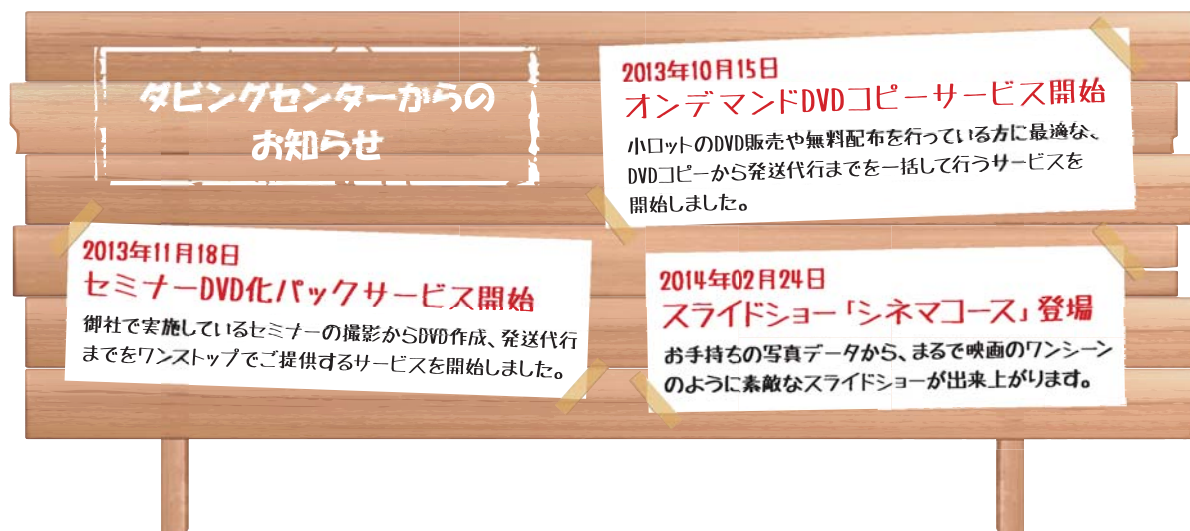 ダビングセンターからの
お知らせ
2013年10月15日
オンデマンドDVDコピーサービス開始
小ロットのDVD販売や無料配布を行っている方に最適な、
DVDコピーから発送代行までを一括して行うサービスを
開始しました。
2013年11月18日
セミナーDVD化パックサービス開始
御社で実施しているセミナーの撮影からDVD作成、発送代行
までをワンストップでご提供するサービスを開始しました。
2014年02月24日
スライドショー「シネマコース」登場
お手持ちの写真データから、まるで映画のワンシーン
のように素敵なスライドショーが出来上がります。